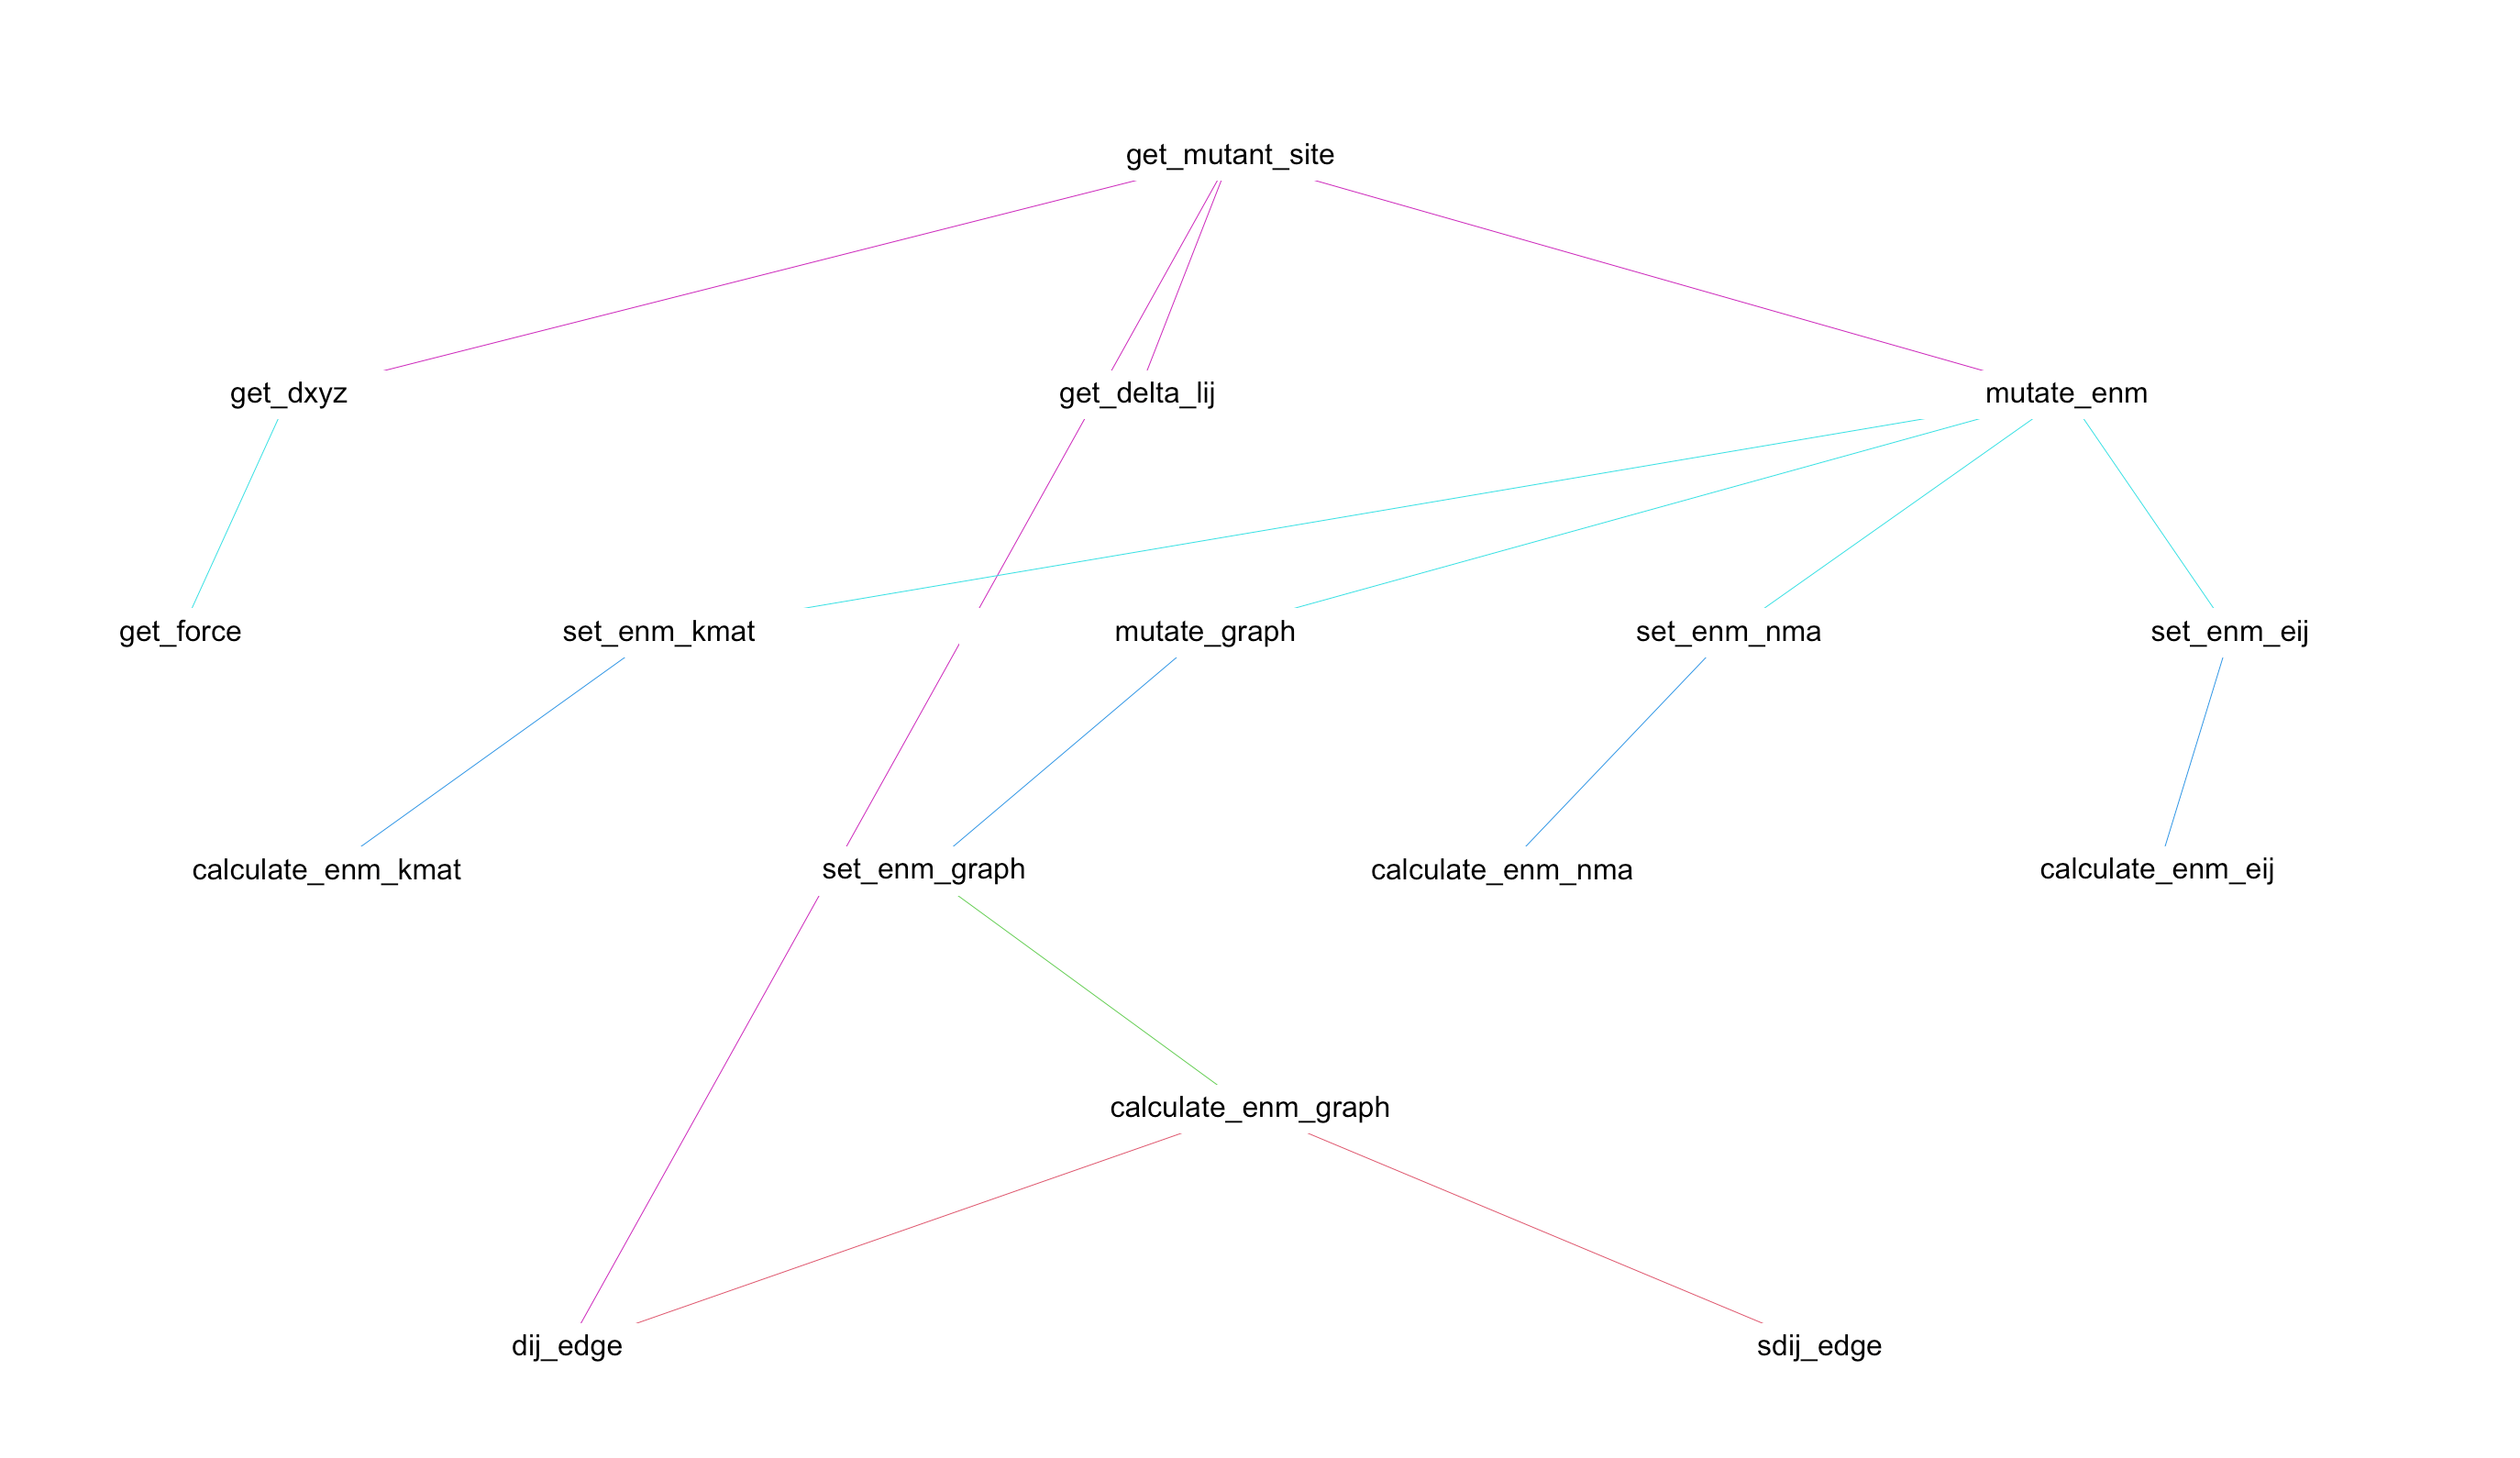 get_mutant_site
get_dxyz
get_delta_lij
mutate_enm
get_force
set_enm_kmat
mutate_graph
set_enm_nma
set_enm_eij
calculate_enm_kmat
set_enm_graph
calculate_enm_nma
calculate_enm_eij
calculate_enm_graph
dij_edge
sdij_edge